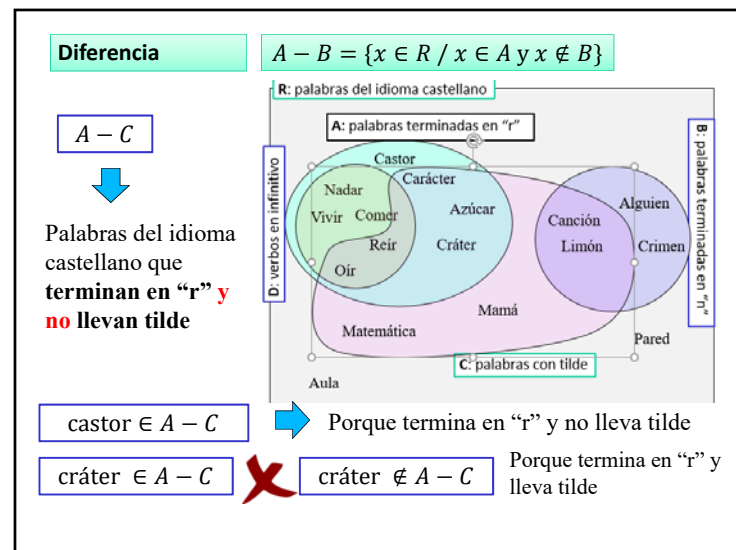 Diferencia
A − B = {x ∈ R / x ∈ A y x ∉ B}
R: palabras del idioma castellano
A − C
A: palabras terminadas en “r”
B: palabras terminadas en “n”
D: verbos en infinitivo
Castor
Carácter
Nadar
Alguien
Azúcar
Vivir
Comer
Canción
Reír
Cráter
Limón
Crimen
Oír
Palabras del idioma
castellano que
terminan en “r” y
no llevan tilde
Mamá
Matemática
Pared
C: palabras con tilde
Aula
castor ∈ A − C
Porque termina en “r” y no lleva tilde
cráter ∈ A − C
cráter ∉ A − C
Porque termina en “r” y
lleva tilde